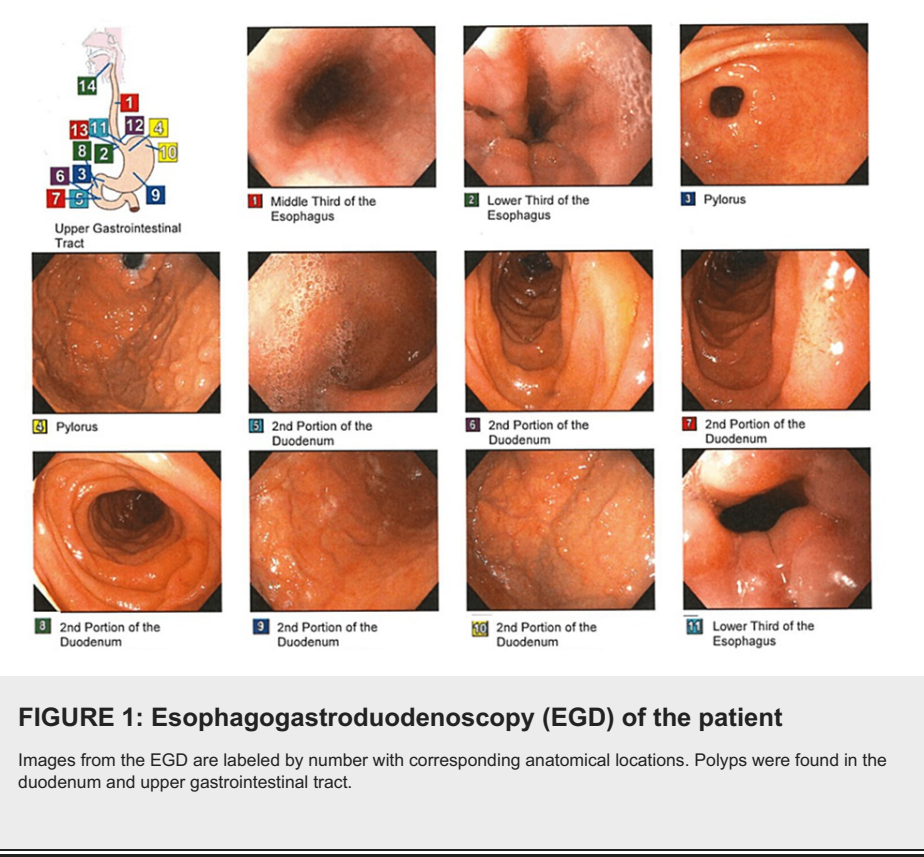 14
1
13 11 12 4
8 2 10
6 3
7 5 9
Upper Gastrointestinal
Tract
1 Middle Third of the
Esophagus
2 Lower Third of the
Esophagus
3 Pylorus
4 Pylorus
5 2nd Portion of the
Duodenum
6 2nd Portion of the
Duodenum
7 2nd Portion of the
Duodenum
8 2nd Portion of the
Duodenum
9 2nd Portion of the
Duodenum
10 2nd Portion of the
Duodenum
11 Lower Third of the
Esophagus
FIGURE 1: Esophagogastroduodenoscopy (EGD) of the patient
Images from the EGD are labeled by number with corresponding anatomical locations. Polyps were found in the
duodenum and upper gastrointestinal tract.